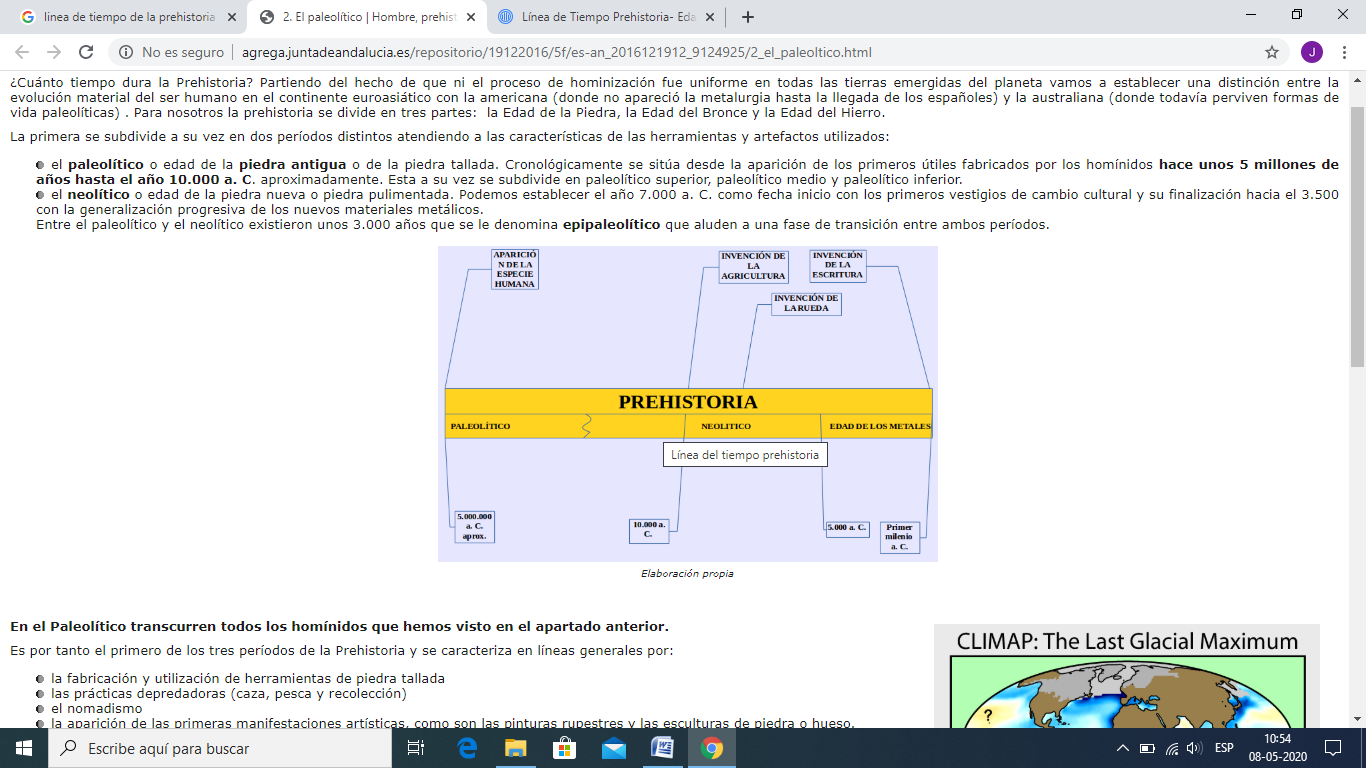 linea de tiempo de la prehistoria
2. El paleolítico | Hombre, prehist
Línea de Tiempo Prehistoria- Eda
No es seguro
agrega.juntadeandalucia.es/repositorio/19122016/5f/es-an_2016121912_9124925/2_el_paleoltico.html
J
¿Cuánto tiempo dura la Prehistoria? Partiendo del hecho de que ni el proceso de hominización fue uniforme en todas las tierras emergidas del planeta vamos a establecer una distinción entre la
evolución material del ser humano en el continente euroasiático con la americana (donde no apareció la metalurgia hasta la llegada de los españoles) y la australiana (donde todavía perviven formas de
vida paleolíticas) . Para nosotros la prehistoria se divide en tres partes: la Edad de la Piedra, la Edad del Bronce y la Edad del Hierro.
La primera se subdivide a su vez en dos períodos distintos atendiendo a las características de las herramientas y artefactos utilizados:
el paleolítico o edad de la piedra antigua o de la piedra tallada. Cronológicamente se sitúa desde la aparición de los primeros útiles fabricados por los homínidos hace unos 5 millones de
años hasta el año 10.000 a. C. aproximadamente. Esta a su vez se subdivide en paleolítico superior, paleolítico medio y paleolítico inferior.
el neolítico o edad de la piedra nueva o piedra pulimentada. Podemos establecer el año 7.000 a. C. como fecha inicio con los primeros vestigios de cambio cultural y su finalización hacia el 3.500
con la generalización progresiva de los nuevos materiales metálicos.
Entre el paleolítico y el neolítico existieron unos 3.000 años que se le denomina epipaleolítico que aluden a una fase de transición entre ambos períodos.
APARICIÓ
N DE LA
ESPECIE
HUMANA
INVENCIÓN DE
LA
AGRICULTURA
INVENCIÓN
DE LA
ESCRITURA
INVENCIÓN DE
LA RUEDA
PREHISTORIA
PALEOLÍTICO
NEOLITICO
EDAD DE LOS METALES
Línea del tiempo prehistoria
5.000.000
a. C.
aprox.
10.000 a.
C.
5.000 a. C.
Primer
milenio
a. C.
Elaboración propia
En el Paleolítico transcurren todos los homínidos que hemos visto en el apartado anterior.
Es por tanto el primero de los tres períodos de la Prehistoria y se caracteriza en líneas generales por:
la fabricación y utilización de herramientas de piedra tallada
las prácticas depredadoras (caza, pesca y recolección)
el nomadismo
la aparición de las primeras manifestaciones artísticas, como son las pinturas rupestres y las esculturas de piedra o hueso.
CLIMAP: The Last Glacial Maximum
?
Escribe aquí para buscar
ESP
10:54
08-05-2020